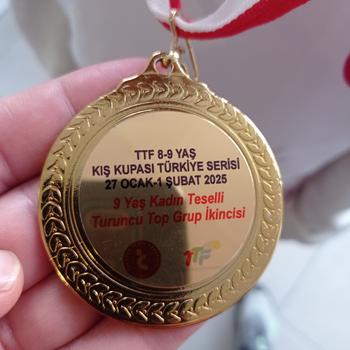 TTF 8-9 YAŞ
KIŞ KUPASI TÜRKİYE SERİSİ
27 OCAK-1 ŞUBAT 2025
9 Yaş Kadın Teselli
Turuncu Top Grup İkincisi
TTF